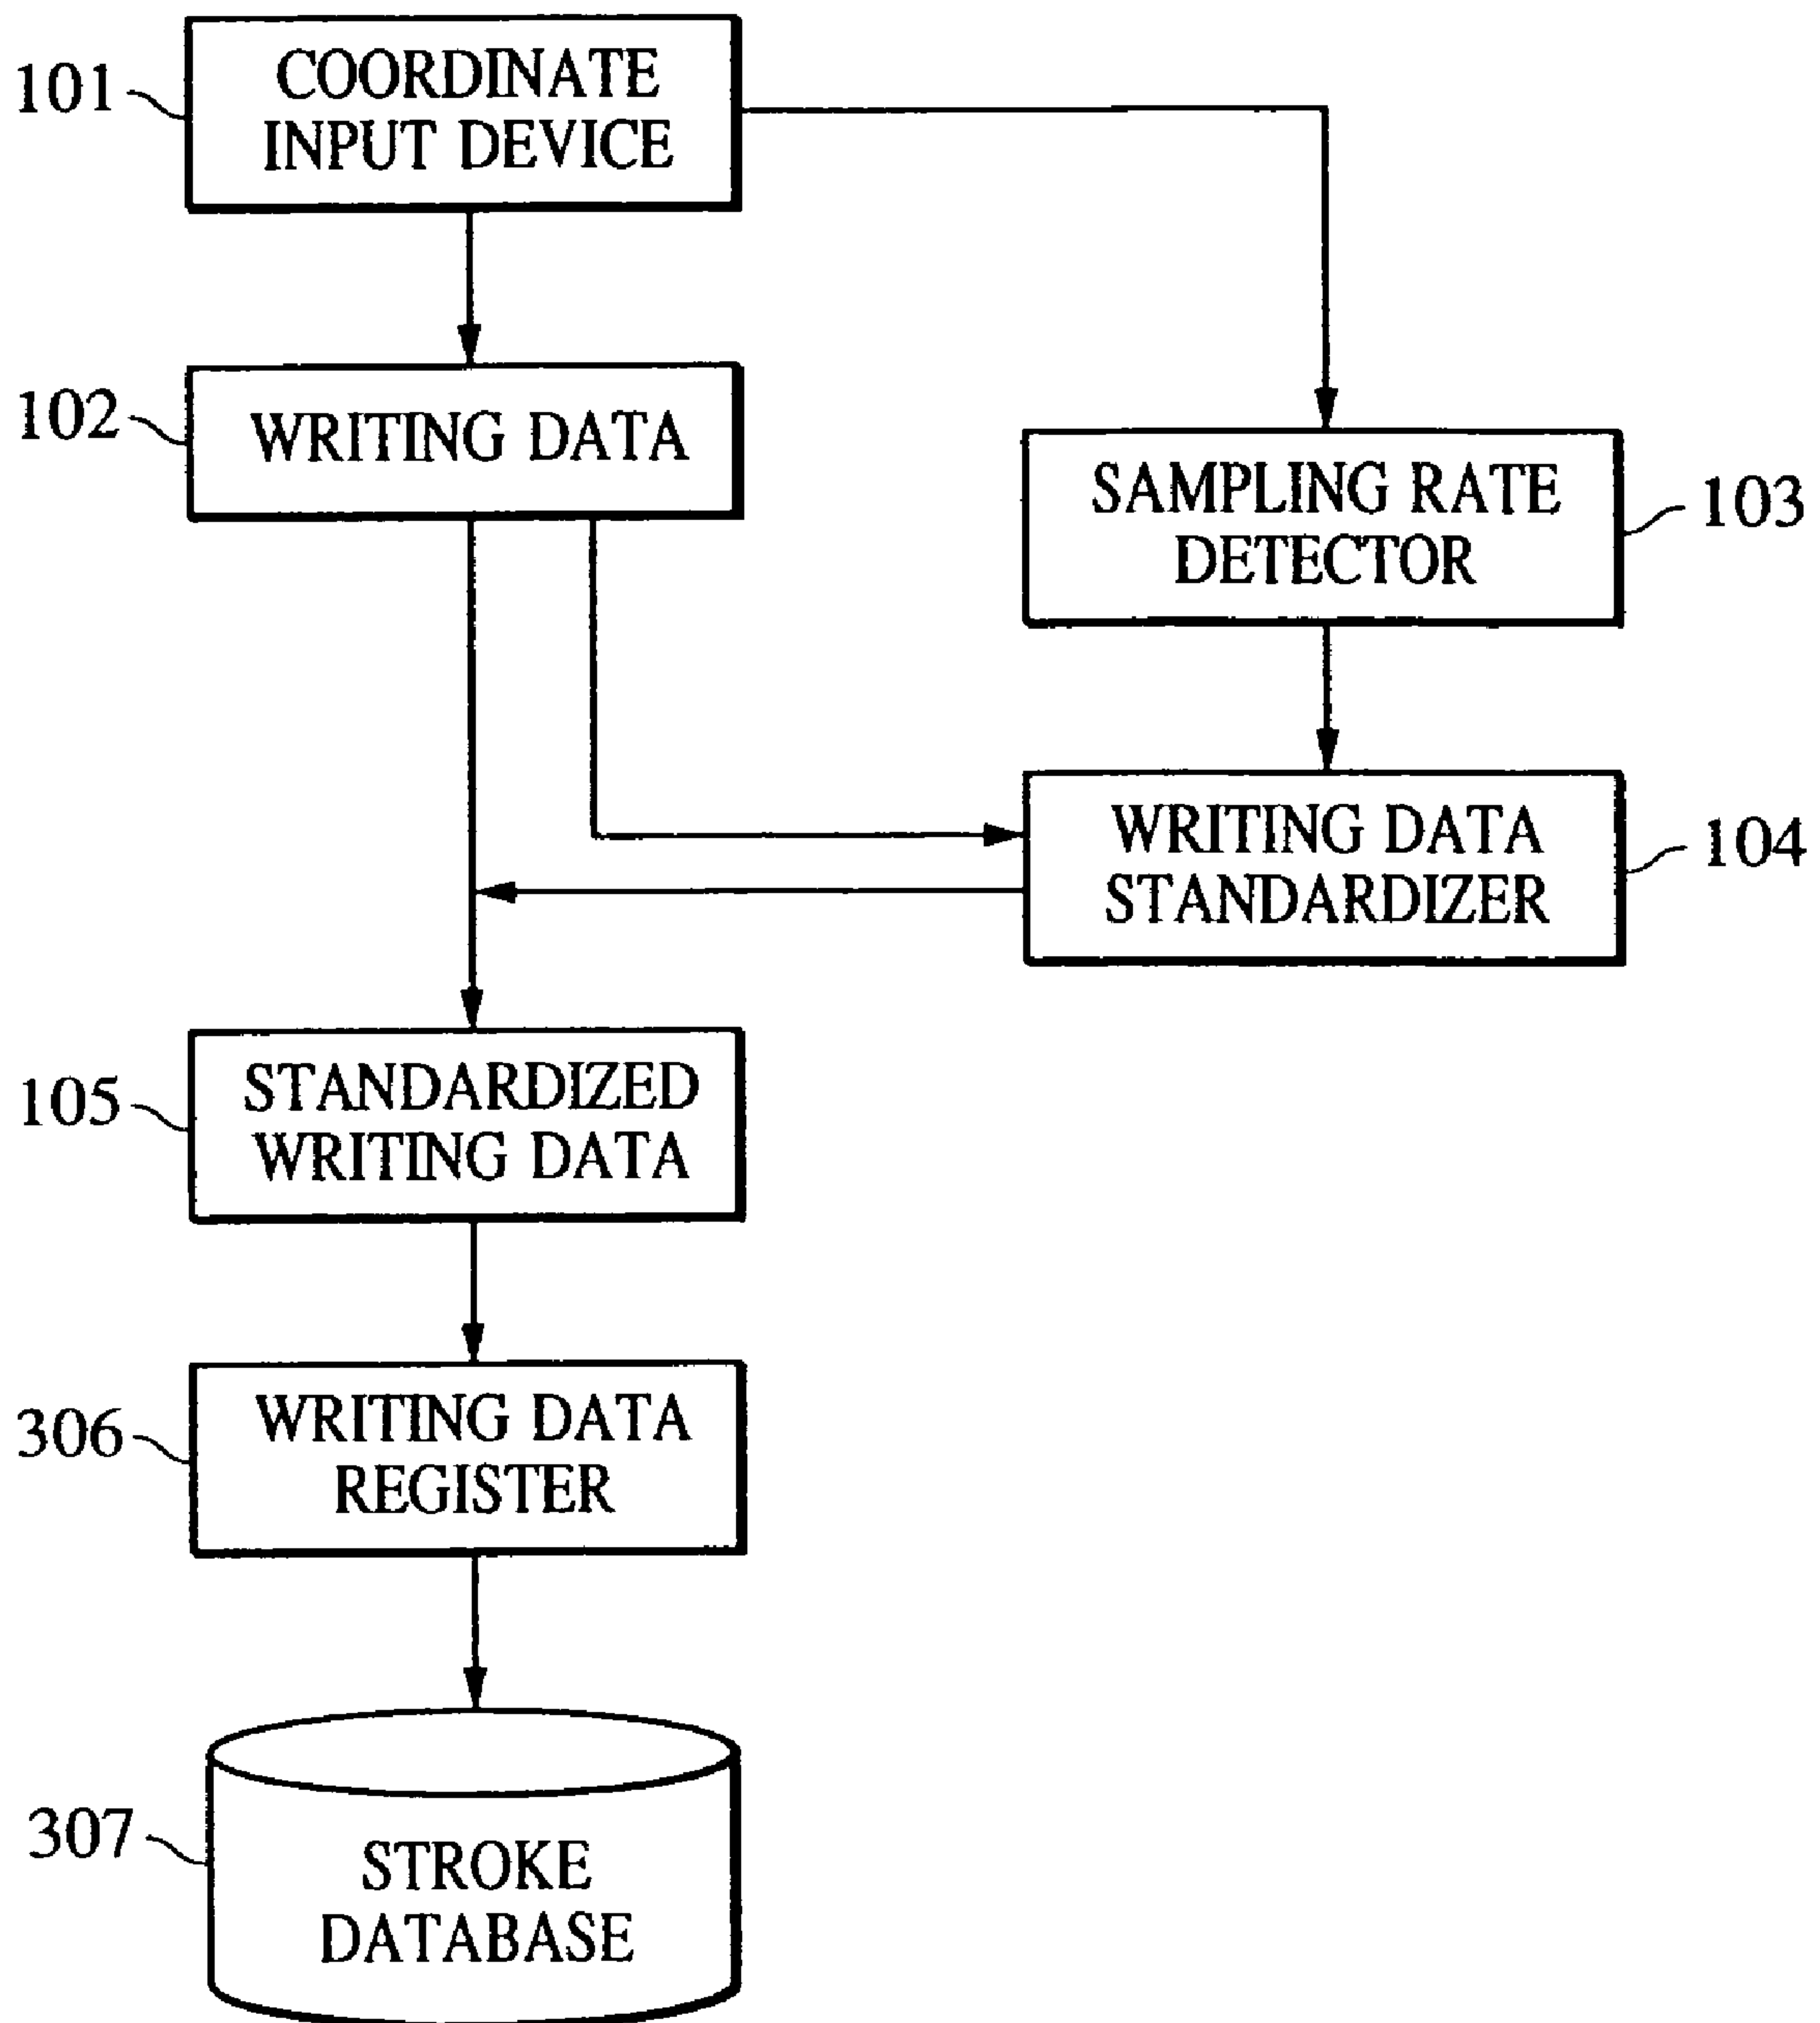 101
COORDINATE
INPUT DEVICE
102
WRITING DATA
SAMPLING RATE
DETECTOR
103
WRITING DATA
STANDARDIZER
104
105
STANDARDIZED
WRITING DATA
306
WRITING DATA
REGISTER
307
STROKE
DATABASE